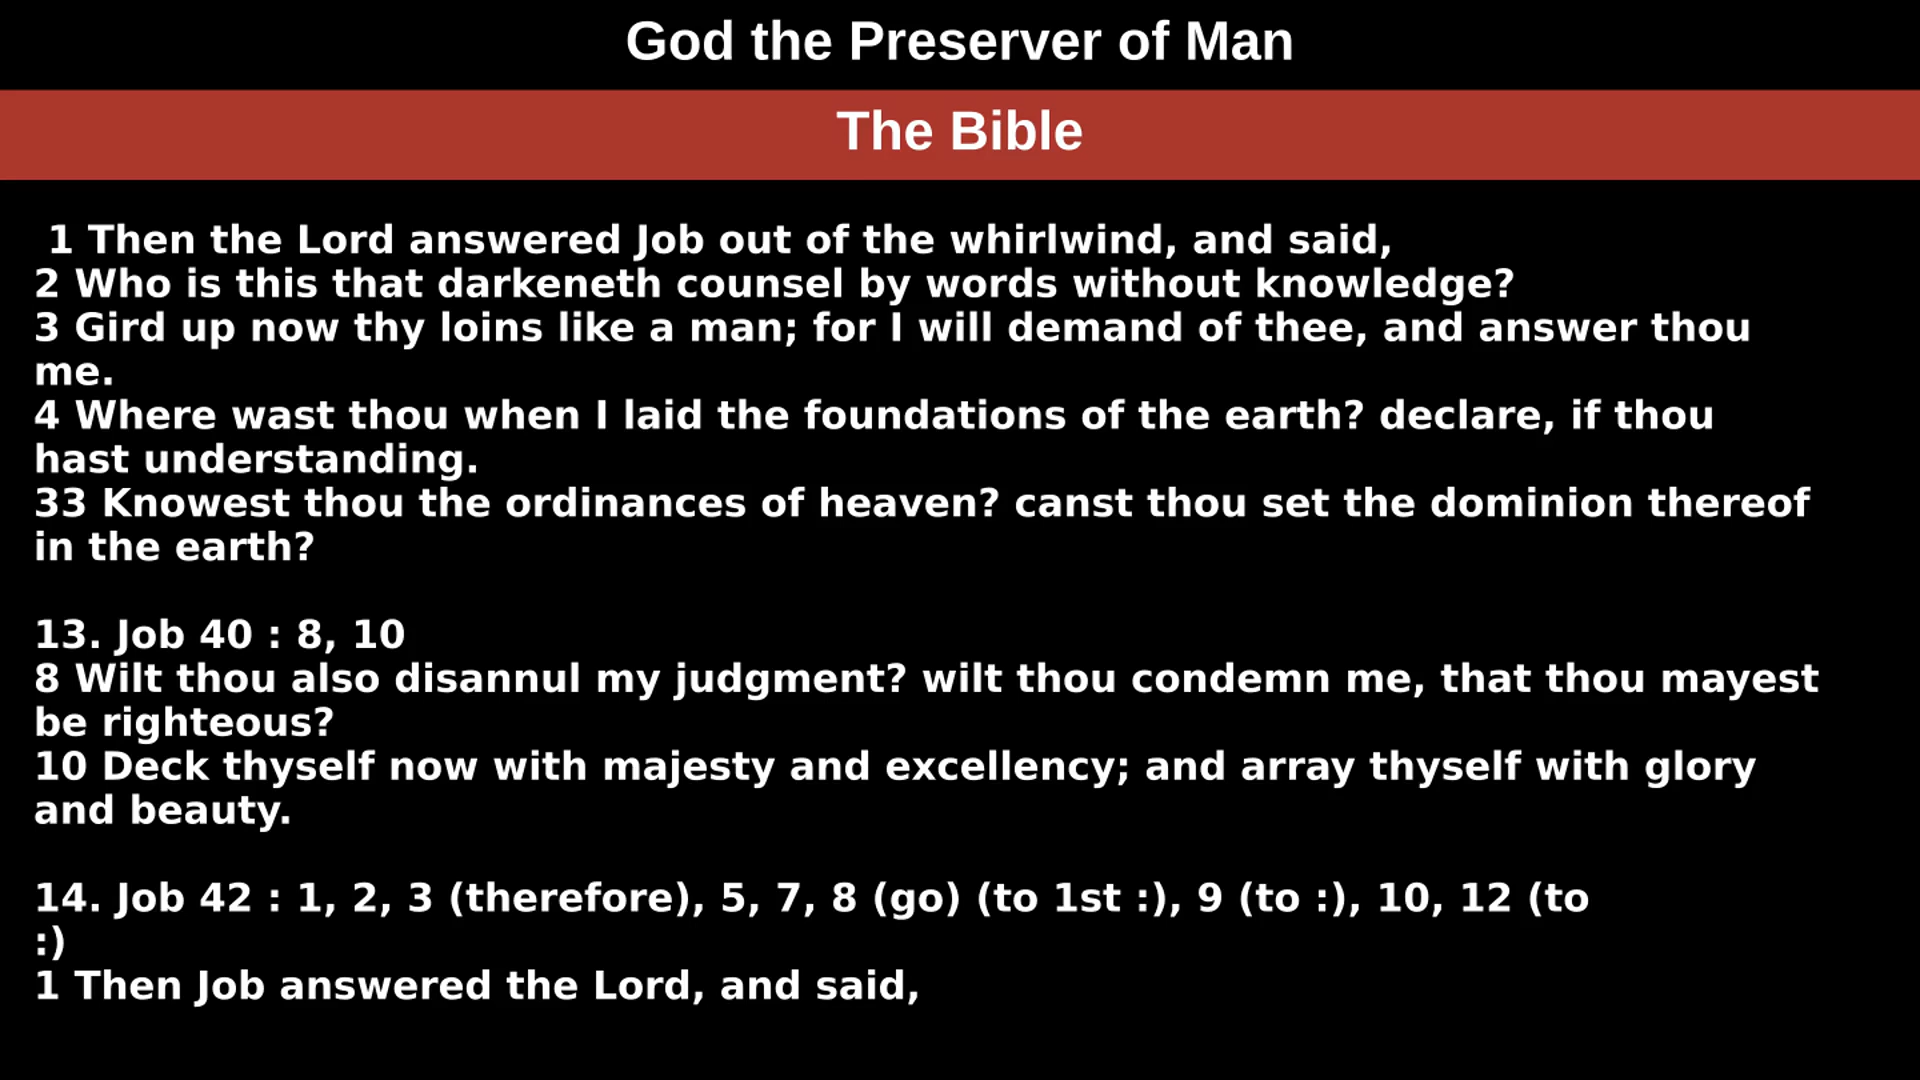 God the Preserver of Man
The Bible
1 Then the Lord answered Job out of the whirlwind, and said,
2 Who is this that darkeneth counsel by words without knowledge?
3 Gird up now thy loins like a man; for I will demand of thee, and answer thou
me.
4 Where wast thou when I laid the foundations of the earth? declare, if thou
hast understanding.
33 Knowest thou the ordinances of heaven? canst thou set the dominion thereof
in the earth?
13. Job 40 : 8, 10
8 Wilt thou also disannul my judgment? wilt thou condemn me, that thou mayest
be righteous?
10 Deck thyself now with majesty and excellency; and array thyself with glory
and beauty.
14. Job 42 : 1, 2, 3 (therefore), 5, 7, 8 (go) (to 1st :), 9 (to :), 10, 12 (to
:)
1 Then Job answered the Lord, and said,